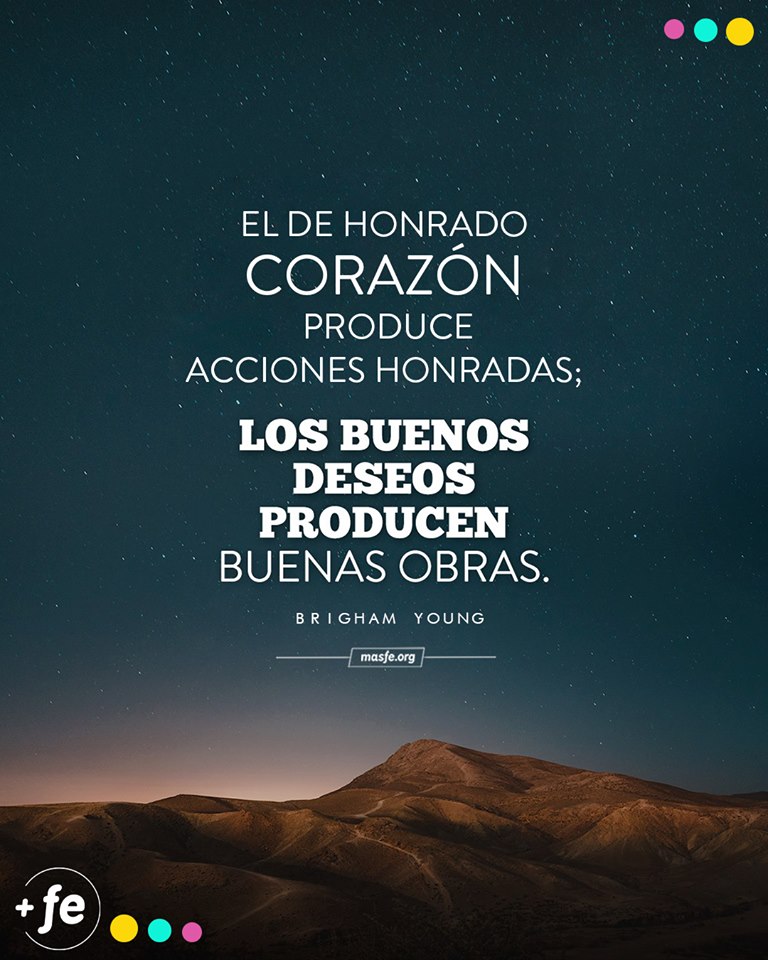 EL DE HONRADO
CORAZÓN
PRODUCE
ACCIONES HONRADAS;
LOS BUENOS
DESEOS
PRODUCEN
BUENAS OBRAS.
BRIGHAM YOUNG
masfe.org
+ fe